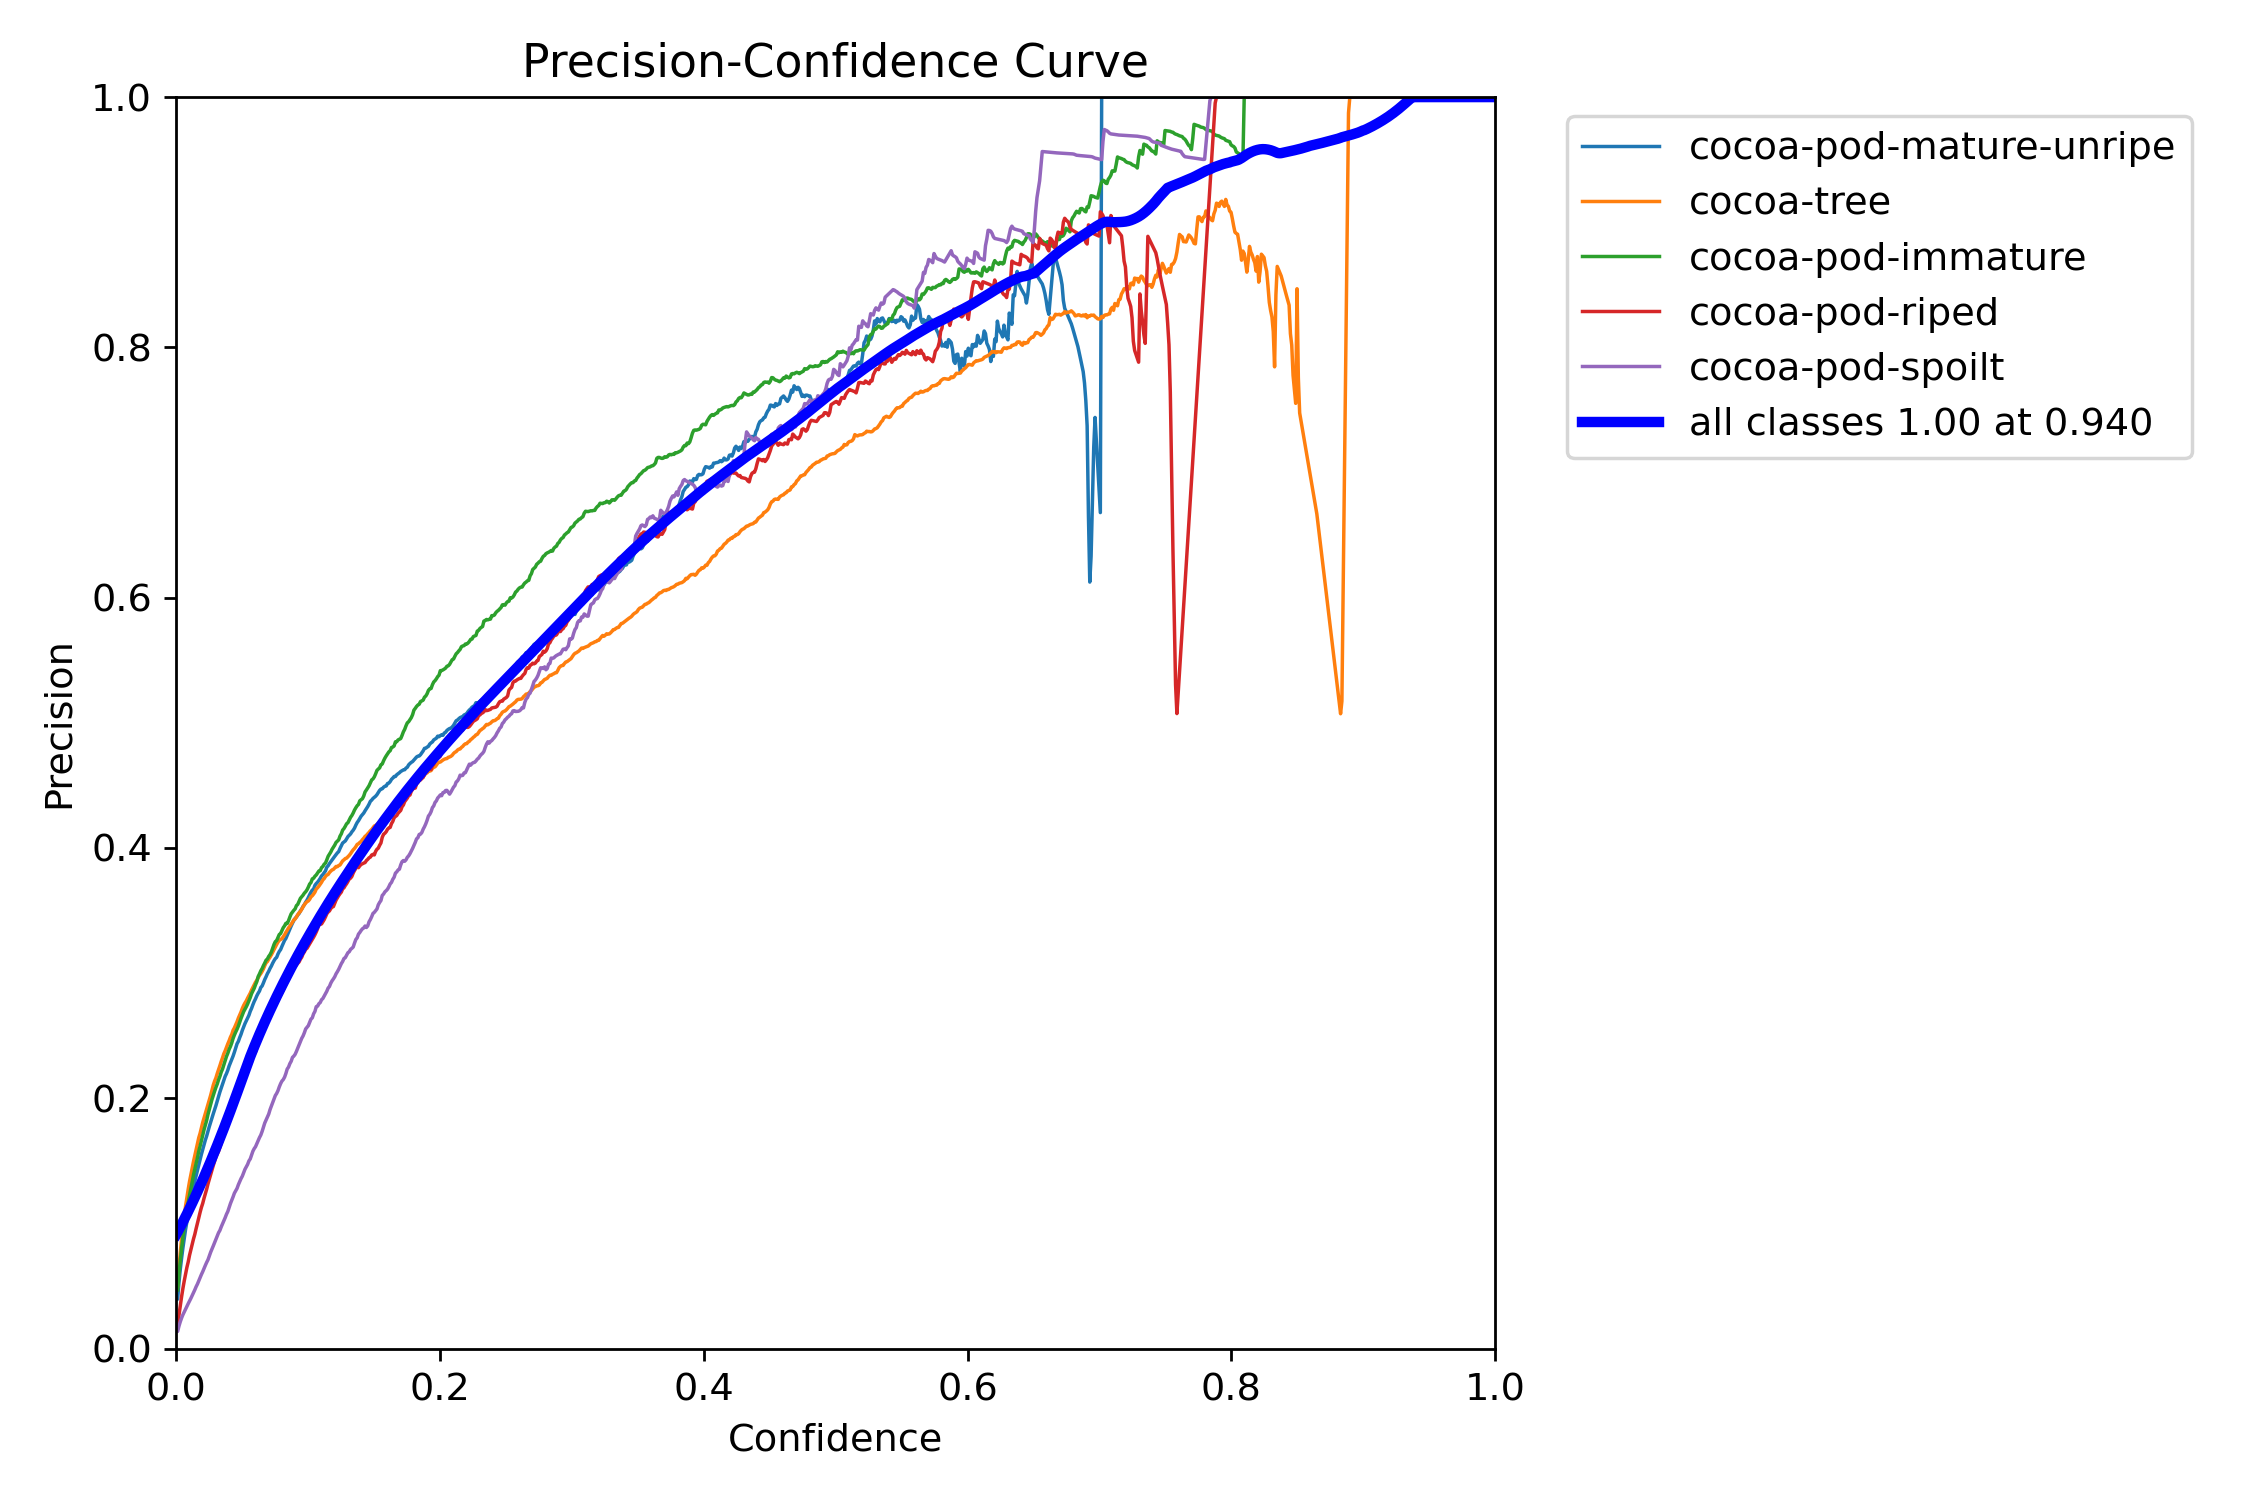 Precision-Confidence Curve
1.0
0.8
0.6
0.4
0.2
0.0
Precision
0.0 0.2 0.4 0.6 0.8 1.0
Confidence
cocoa-pod-mature-unripe
cocoa-tree
cocoa-pod-immature
cocoa-pod-riped
cocoa-pod-spoilt
all classes 1.00 at 0.940